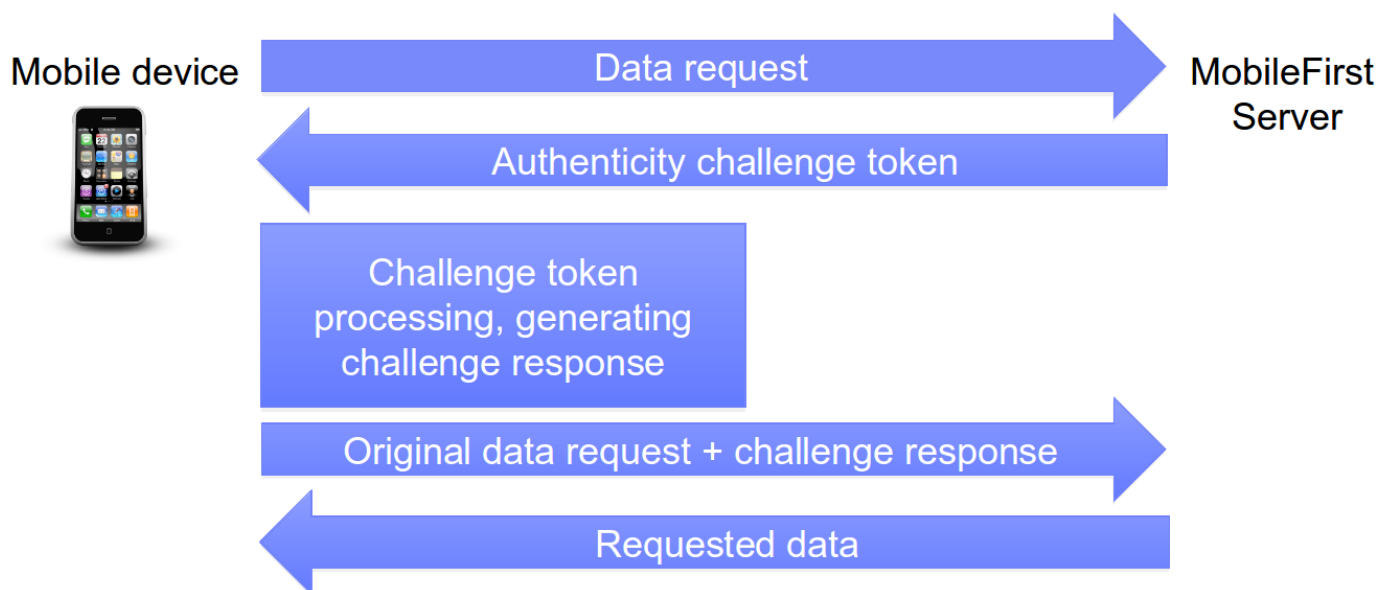 Data request
Mobile device
MobileFirst
Server
Authenticity challenge token
Challenge token
processing, generating
challenge response
Original data request + challenge response
Requested data